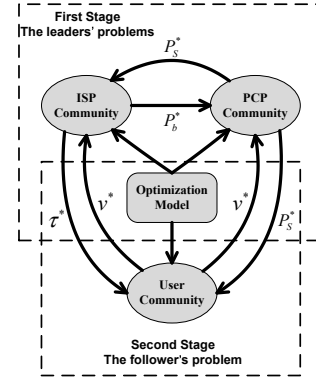 First Stage
The leaders' problems
P_S^*
ISP
Community
PCP
Community
P_b^*
Optimization
Model
τ^*
ν^*
ν^*
P_S^*
User
Community
Second Stage
The follower's problem